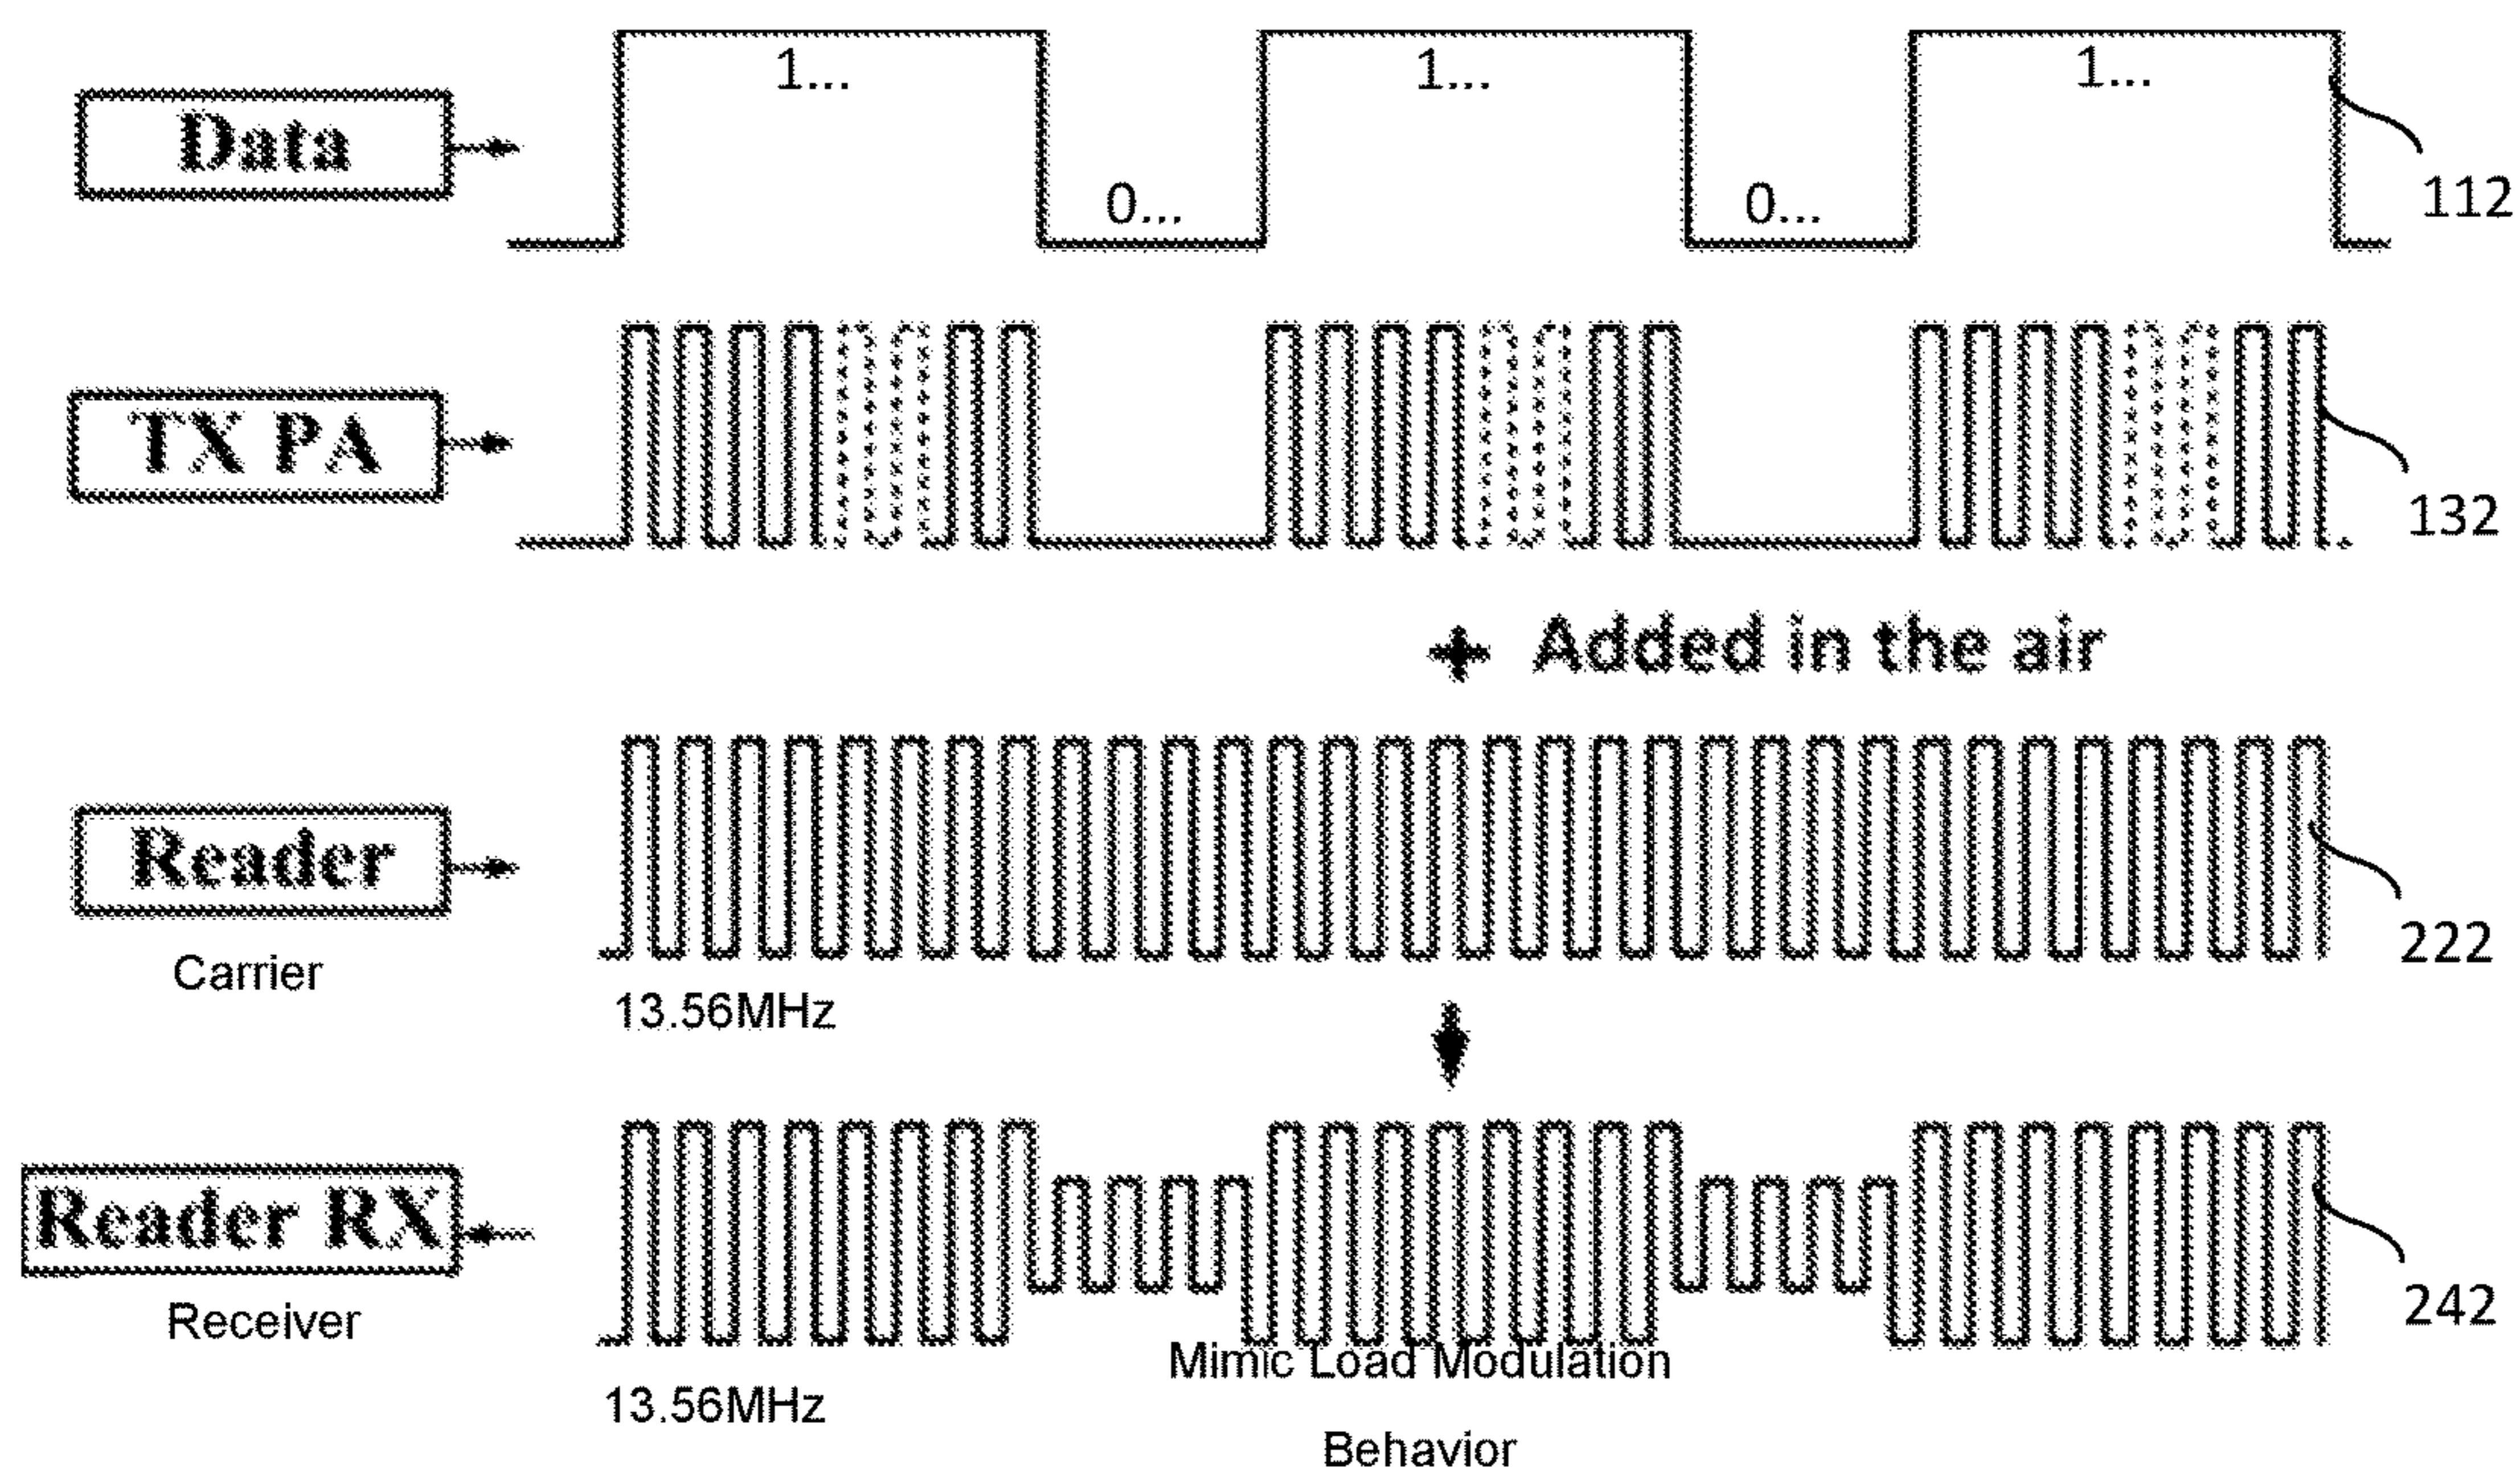 1... 1... 1...
Data
0... 0...
112
TX PA
132
+ Added in the air
Reader
222
Carrier
13.56MHz
Reader RX
242
Receiver
Mimic Load Modulation
13.56MHz
Behavior